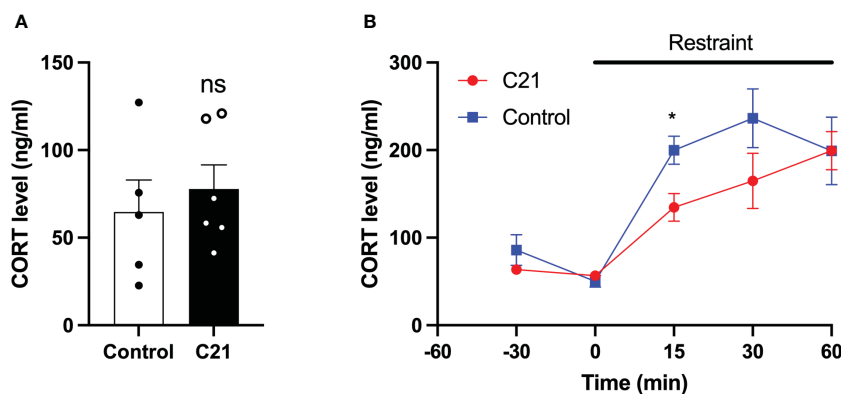 A
CORT level (ng/ml)
150
100
50
0
ns
Control
C21
B
CORT level (ng/ml)
300
200
100
0
Restraint
C21
Control
*
-60
-30
0
15
30
60
Time (min)